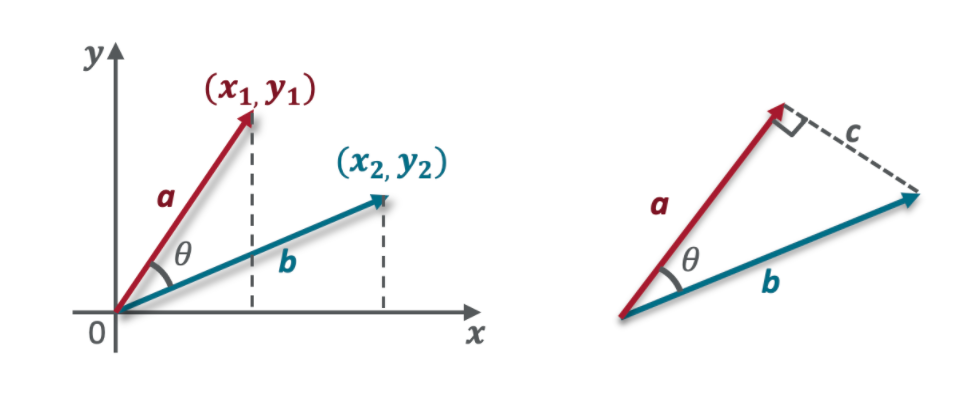 y
(x₁, y₁)
(x₂, y₂)
a
θ
b
0
x
c
a
θ
b